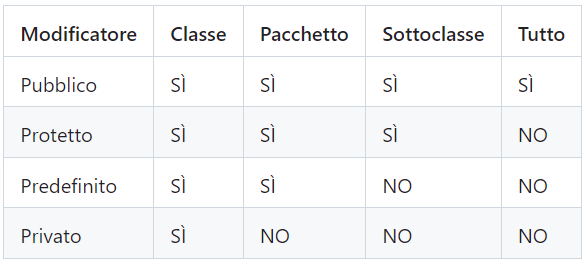 Modificatore Classe Pacchetto Sottoclasse Tutto
Pubblico SÌ SÌ SÌ SÌ
Protetto SÌ SÌ SÌ NO
Predefinito SÌ SÌ NO NO
Privato SÌ NO NO NO